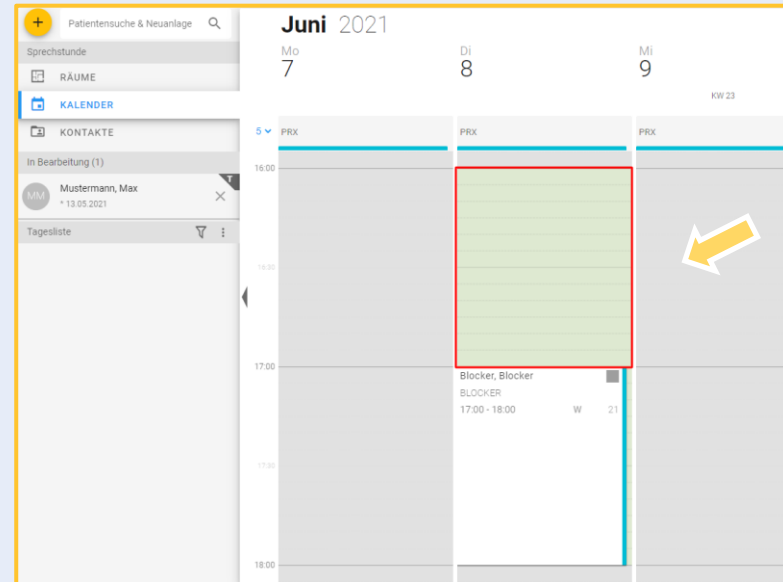 + Patientensuche & Neuanlage
Sprechstunde
RÄUME
KALENDER
KONTAKTE
In Bearbeitung (1)
MM Mustermann, Max T
* 13.05.2021
Tagesliste
Juni 2021
Mo Di Mi
7 8 9
KW 23
5 PRX PRX PRX
16:00
16:30
17:00
Blocker, Blocker
BLOCKER
17:00 - 18:00 W 21
17:30
18:00